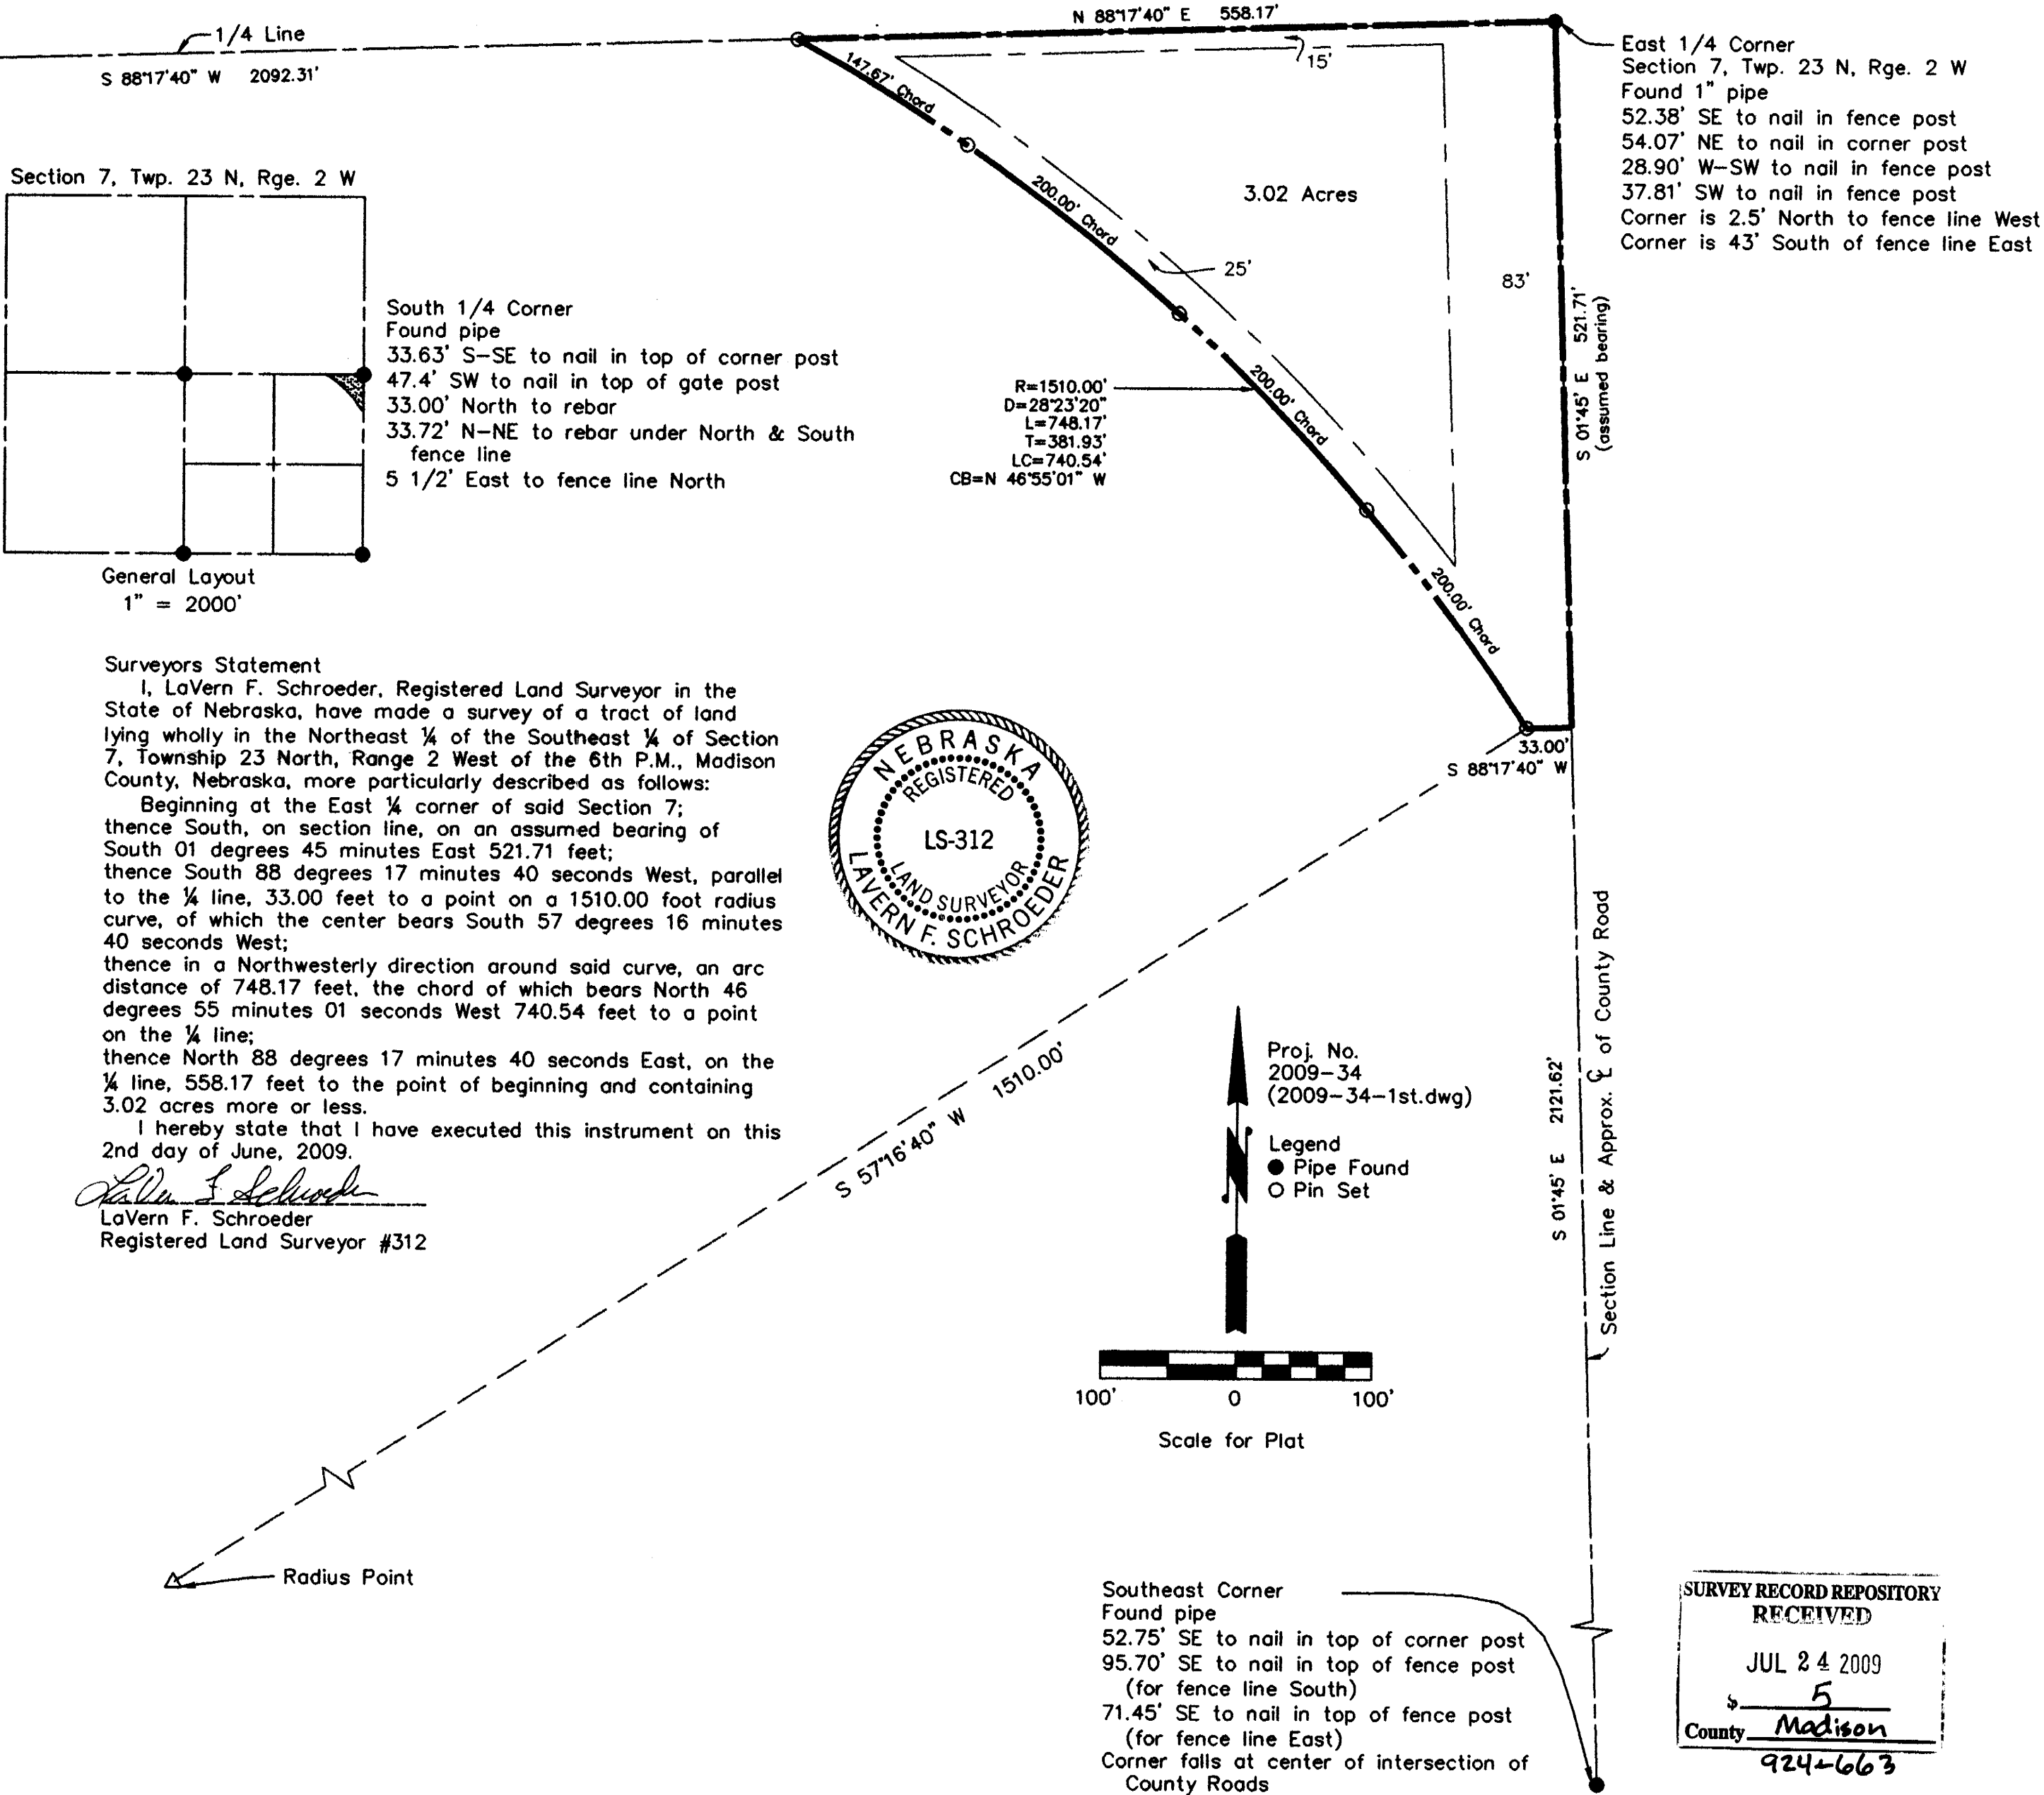 N 88°17'40" E 558.17'
1/4 Line
S 88°17'40" W 2092.31'
147.67' Chord
15'
East 1/4 Corner
Section 7, Twp. 23 N, Rge. 2 W
Found 1" pipe
52.38' SE to nail in fence post
54.07' NE to nail in corner post
28.90' W-SW to nail in fence post
37.81' SW to nail in fence post
Corner is 2.5' North to fence line West
Corner is 43' South of fence line East
Section 7, Twp. 23 N, Rge. 2 W
200.00' Chord
3.02 Acres
25'
83'
S 01°45' E 521.71'
(assumed bearing)
South 1/4 Corner
Found pipe
33.63' S-SE to nail in top of corner post
47.4' SW to nail in top of gate post
33.00' North to rebar
33.72' N-NE to rebar under North & South
fence line
5 1/2' East to fence line North
R=1510.00'
D=28°23'20"
L=748.17'
T=381.93'
LC=740.54'
CB=N 46°55'01" W
200.00' Chord
200.00' Chord
General Layout
1" = 2000'
33.00'
S 88°17'40" W
Surveyors Statement
I, LaVern F. Schroeder, Registered Land Surveyor in the
State of Nebraska, have made a survey of a tract of land
lying wholly in the Northeast ¼ of the Southeast ¼ of Section
7, Township 23 North, Range 2 West of the 6th P.M., Madison
County, Nebraska, more particularly described as follows:
Beginning at the East ¼ corner of said Section 7;
thence South, on section line, on an assumed bearing of
South 01 degrees 45 minutes East 521.71 feet;
thence South 88 degrees 17 minutes 40 seconds West, parallel
to the ¼ line, 33.00 feet to a point on a 1510.00 foot radius
curve, of which the center bears South 57 degrees 16 minutes
40 seconds West;
thence in a Northwesterly direction around said curve, an arc
distance of 748.17 feet, the chord of which bears North 46
degrees 55 minutes 01 seconds West 740.54 feet to a point
on the ¼ line;
thence North 88 degrees 17 minutes 40 seconds East, on the
¼ line, 558.17 feet to the point of beginning and containing
3.02 acres more or less.
I hereby state that I have executed this instrument on this
2nd day of June, 2009.
LaVern F Schroeder
LaVern F. Schroeder
Registered Land Surveyor #312
NEBRASKA
REGISTERED
LS-312
LAND SURVEYOR
LAVERN F. SCHROEDER
S 57°16'40" W 1510.00'
Proj. No.
2009-34
(2009-34-1st.dwg)
Legend
Pipe Found
Pin Set
N
S 01°45' E 2121.62'
Section Line & Approx. ℄ of County Road
100' 0 100'
Scale for Plat
Radius Point
Southeast Corner
Found pipe
52.75' SE to nail in top of corner post
95.70' SE to nail in top of fence post
(for fence line South)
71.45' SE to nail in top of fence post
(for fence line East)
Corner falls at center of intersection of
County Roads
SURVEY RECORD REPOSITORY
RECEIVED
JUL 24 2009
$ 5
County Madison
924-663